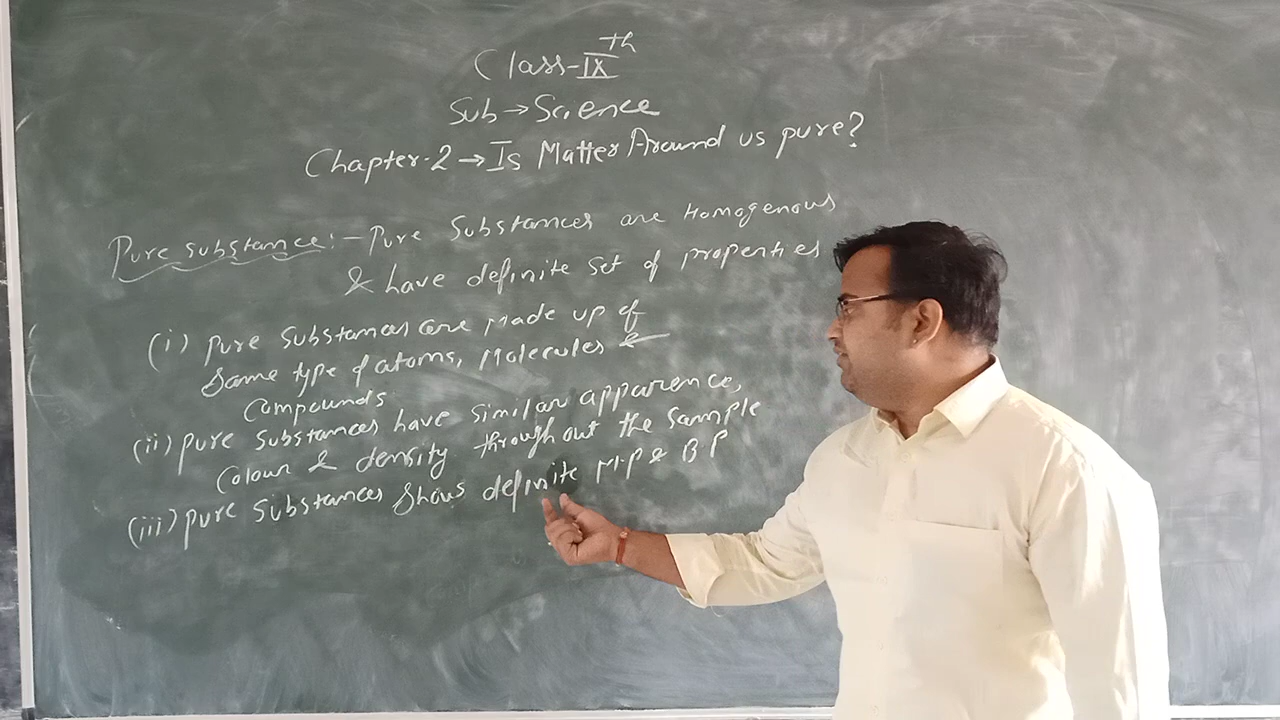 Class-IXth
Sub → Science
Chapter-2 → Is Matter Around us pure?
Pure substance:- Pure Substances are Homogenous
& have definite set of properties
(i) Pure Substances are Made up of
Same type of atoms, Molecules &
Compounds
(ii) Pure Substances have similar apparence,
Colour & density throughout the sample
(iii) Pure Substances Shows definite M.P & B.P